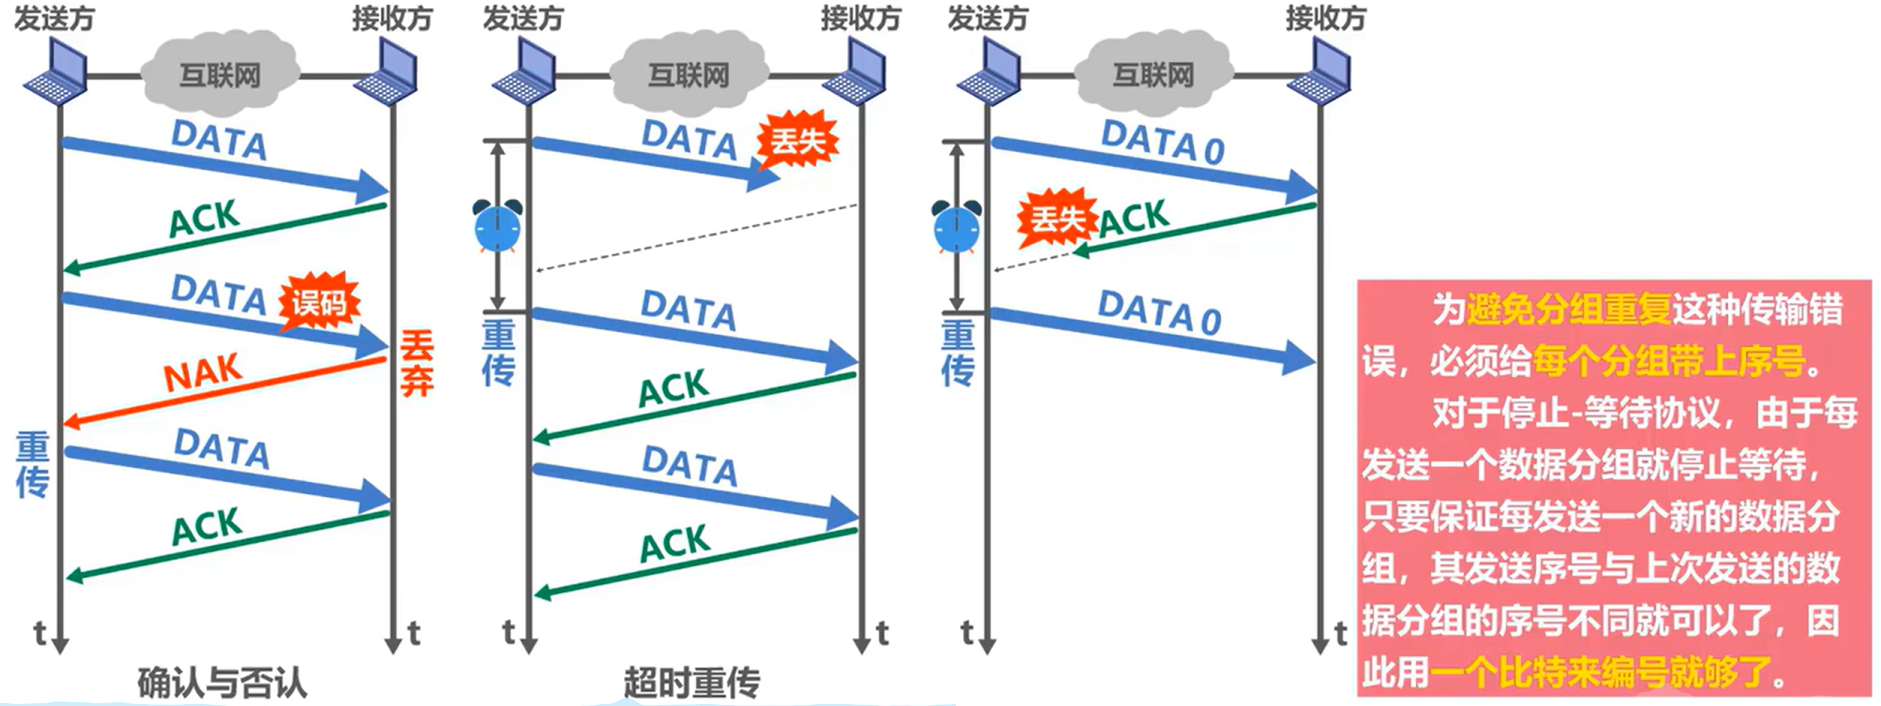 发送方
接收方
互联网
DATA
ACK
DATA
误码
丢弃
NAK
重传
DATA
ACK
t
t
确认与否认
发送方
接收方
互联网
DATA
丢失
重传
DATA
ACK
DATA
ACK
t
t
超时重传
发送方
接收方
互联网
DATA 0
丢失
ACK
重传
DATA 0
t
t
为避免分组重复这种传输错
误，必须给每个分组带上序号。
对于停止-等待协议，由于每
发送一个数据分组就停止等待，
只要保证每发送一个新的数据分
组，其发送序号与上次发送的数
据分组的序号不同就可以了，因
此用一个比特来编号就够了。